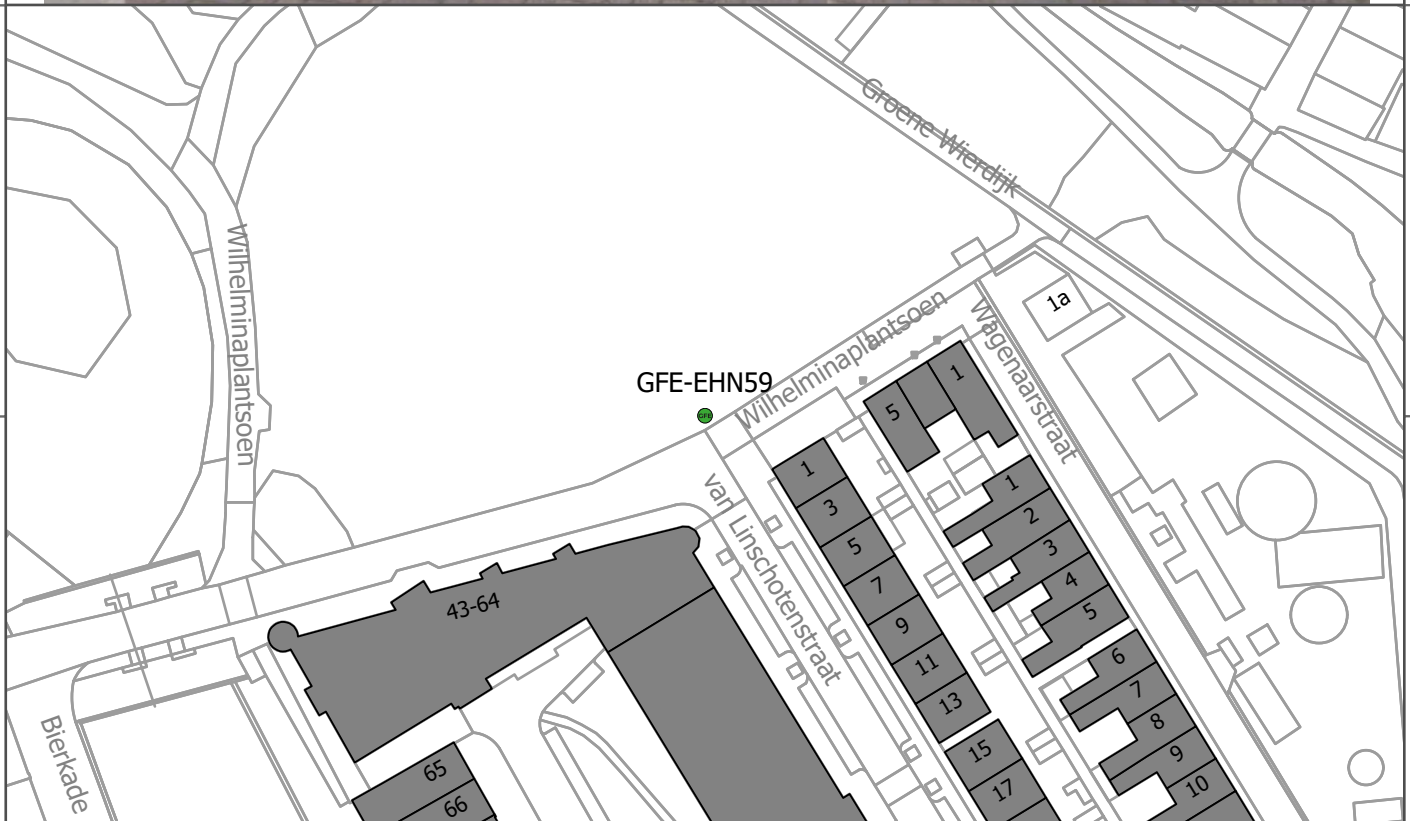 Groene Wierdijk
Wilhelminaplantsoen
1a
Wilhelminaplantsoen
Wagenaarstraat
GFE-EHN59
GFE
1
5
van Linschotenstraat
1
3
5
7
9
11
13
15
17
1
2
3
4
5
6
7
8
9
10
43-64
Bierkade
65
66